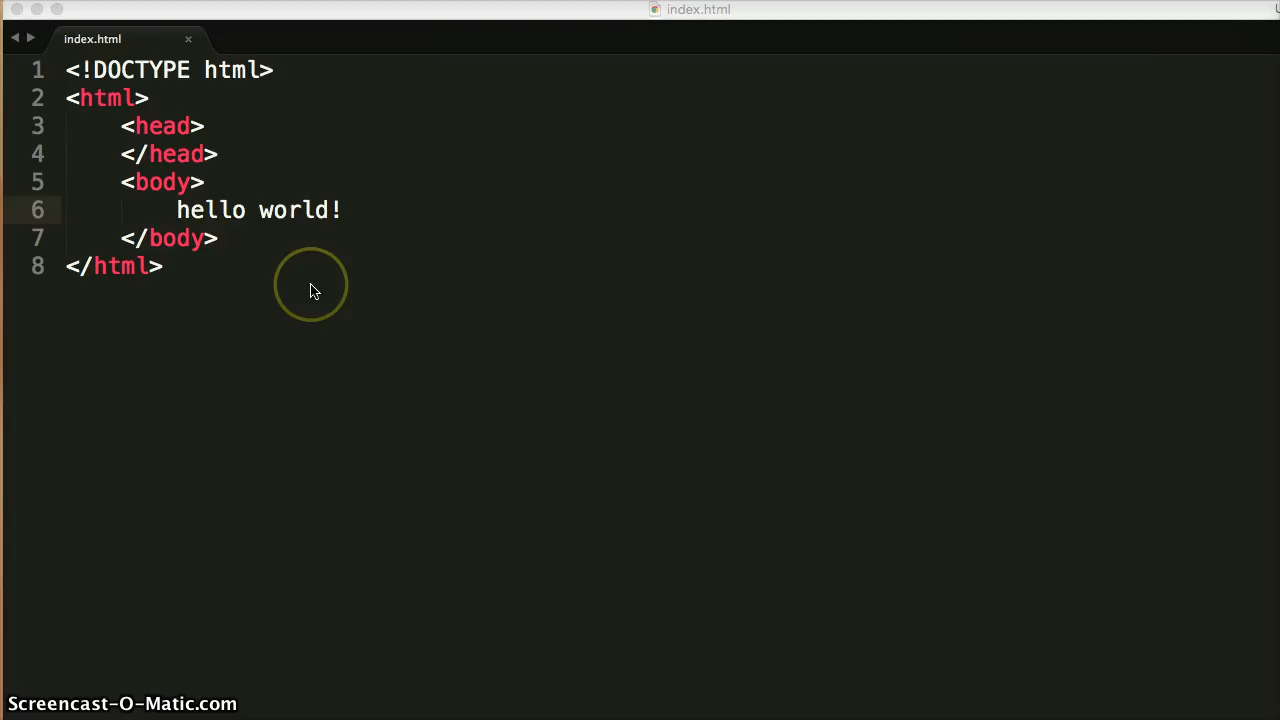 index.html
index.html ×
1 <!DOCTYPE html>
2 <html>
3 <head>
4 </head>
5 <body>
6 hello world!
7 </body>
8 </html>
Screencast-O-Matic.com